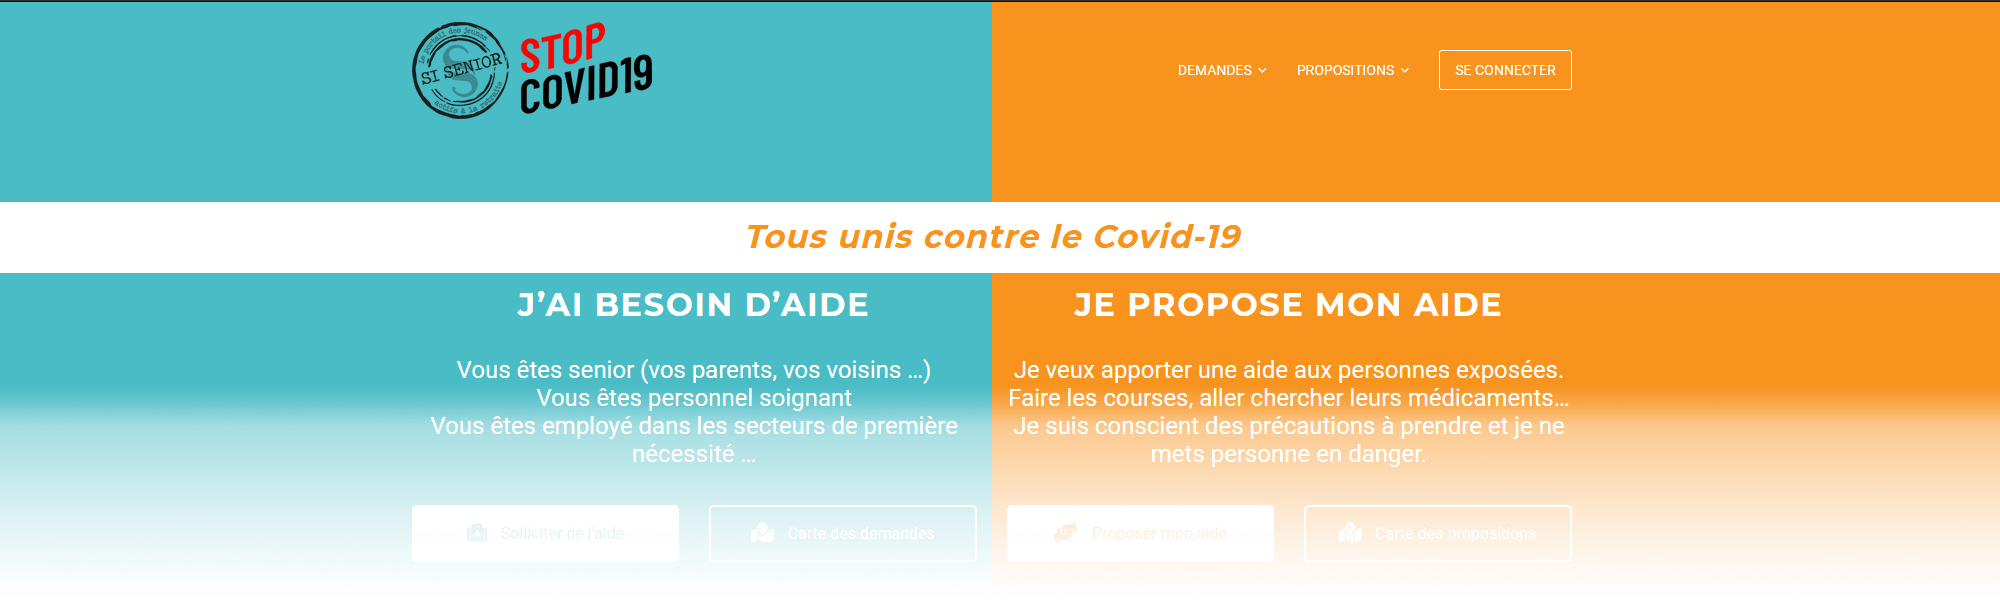 Le portail des jeunes
SI SENIOR
actifs à la retraite
STOP
COVID19
DEMANDES
PROPOSITIONS
SE CONNECTER
Tous unis contre le Covid-19
J’AI BESOIN D’AIDE
Vous êtes senior (vos parents, vos voisins ...)
Vous êtes personnel soignant
Vous êtes employé dans les secteurs de première
nécessité ...
Solliciter de l'aide
Carte des demandes
JE PROPOSE MON AIDE
Je veux apporter une aide aux personnes exposées.
Faire les courses, aller chercher leurs médicaments...
Je suis conscient des précautions à prendre et je ne
mets personne en danger.
Proposer mon aide
Carte des propositions